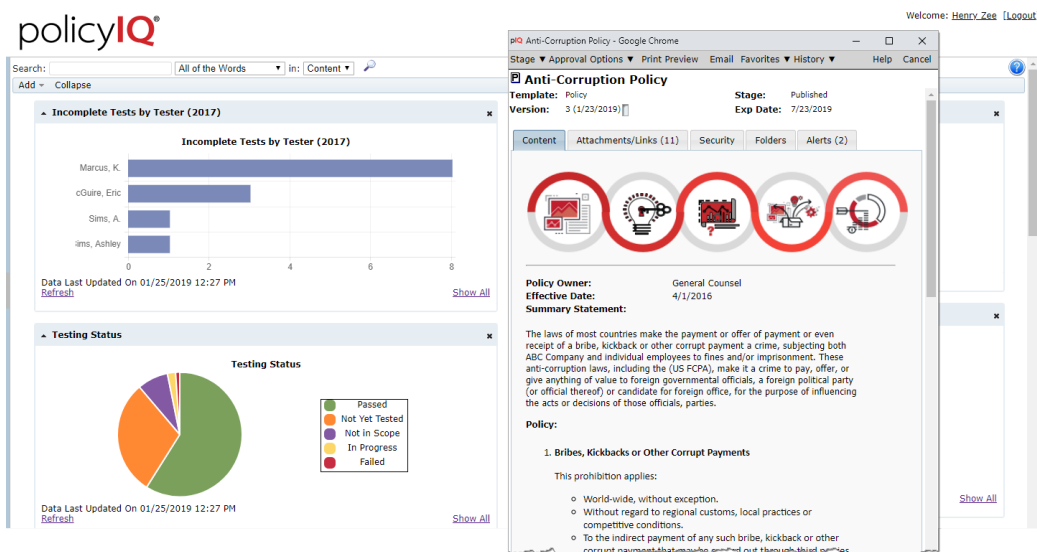 policyIQ®
Welcome: Henry Zee [Logout
Search: All of the Words in: Content
Add Collapse
Incomplete Tests by Tester (2017)
Incomplete Tests by Tester (2017)
Marcus, K.
cGuire, Eric
Sims, A.
ims, Ashley
0 2 4 6 8
Data Last Updated On 01/25/2019 12:27 PM
Refresh Show All
Testing Status
Testing Status
Passed
Not Yet Tested
Not in Scope
In Progress
Failed
Data Last Updated On 01/25/2019 12:27 PM
Refresh Show All
pIQ Anti-Corruption Policy - Google Chrome
Stage ▼ Approval Options ▼ Print Preview Email Favorites ▼ History ▼ Help Cancel
P Anti-Corruption Policy
Template: Policy Stage: Published
Version: 3 (1/23/2019) Exp Date: 7/23/2019
Content Attachments/Links (11) Security Folders Alerts (2)
Policy Owner: General Counsel
Effective Date: 4/1/2016
Summary Statement:
The laws of most countries make the payment or offer of payment or even
receipt of a bribe, kickback or other corrupt payment a crime, subjecting both
ABC Company and individual employees to fines and/or imprisonment. These
anti-corruption laws, including the (US FCPA), make it a crime to pay, offer, or
give anything of value to foreign governmental officials, a foreign political party
(or official thereof) or candidate for foreign office, for the purpose of influencing
the acts or decisions of those officials, parties.
Policy:
1. Bribes, Kickbacks or Other Corrupt Payments
This prohibition applies:
World-wide, without exception.
Without regard to regional customs, local practices or
competitive conditions.
To the indirect payment of any such bribe, kickback or other
corrupt payment that may be out through third parties
?
Show All